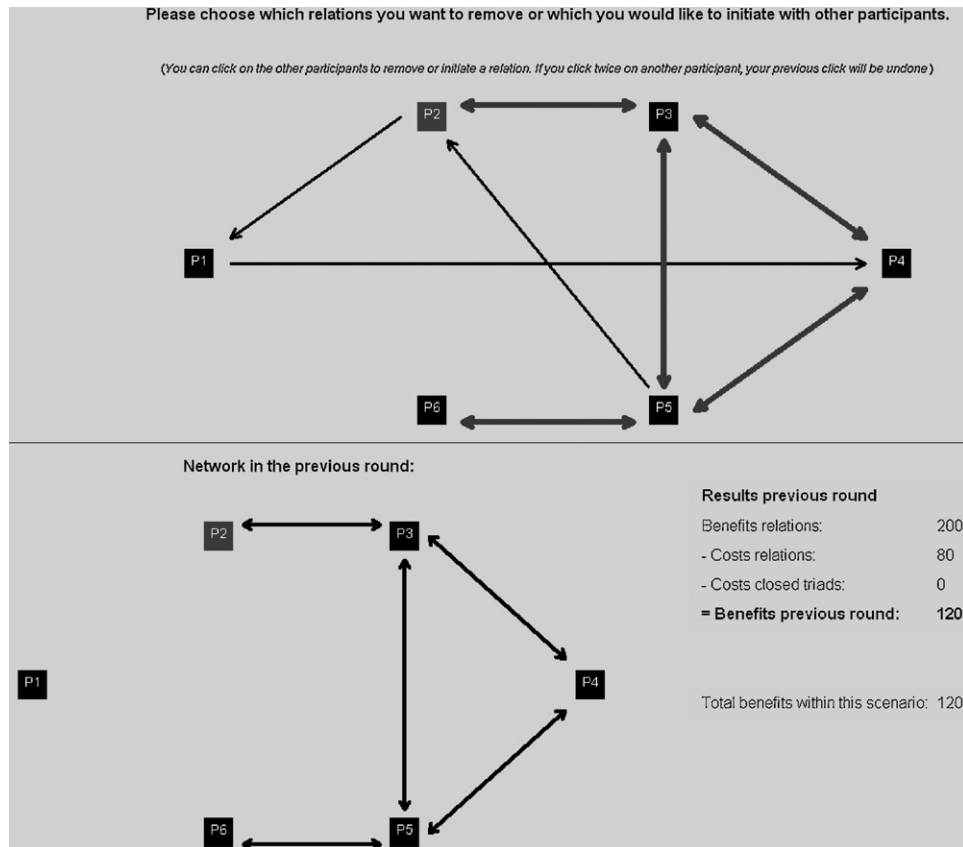 Please choose which relations you want to remove or which you would like to initiate with other participants.
(You can click on the other participants to remove or initiate a relation. If you click twice on another participant, your previous click will be undone)
P2 P3
P1 P4
P6 P5
Network in the previous round:
Results previous round
Benefits relations: 200
- Costs relations: 80
- Costs closed triads: 0
= Benefits previous round: 120
Total benefits within this scenario: 120
P2 P3
P1 P4
P6 P5